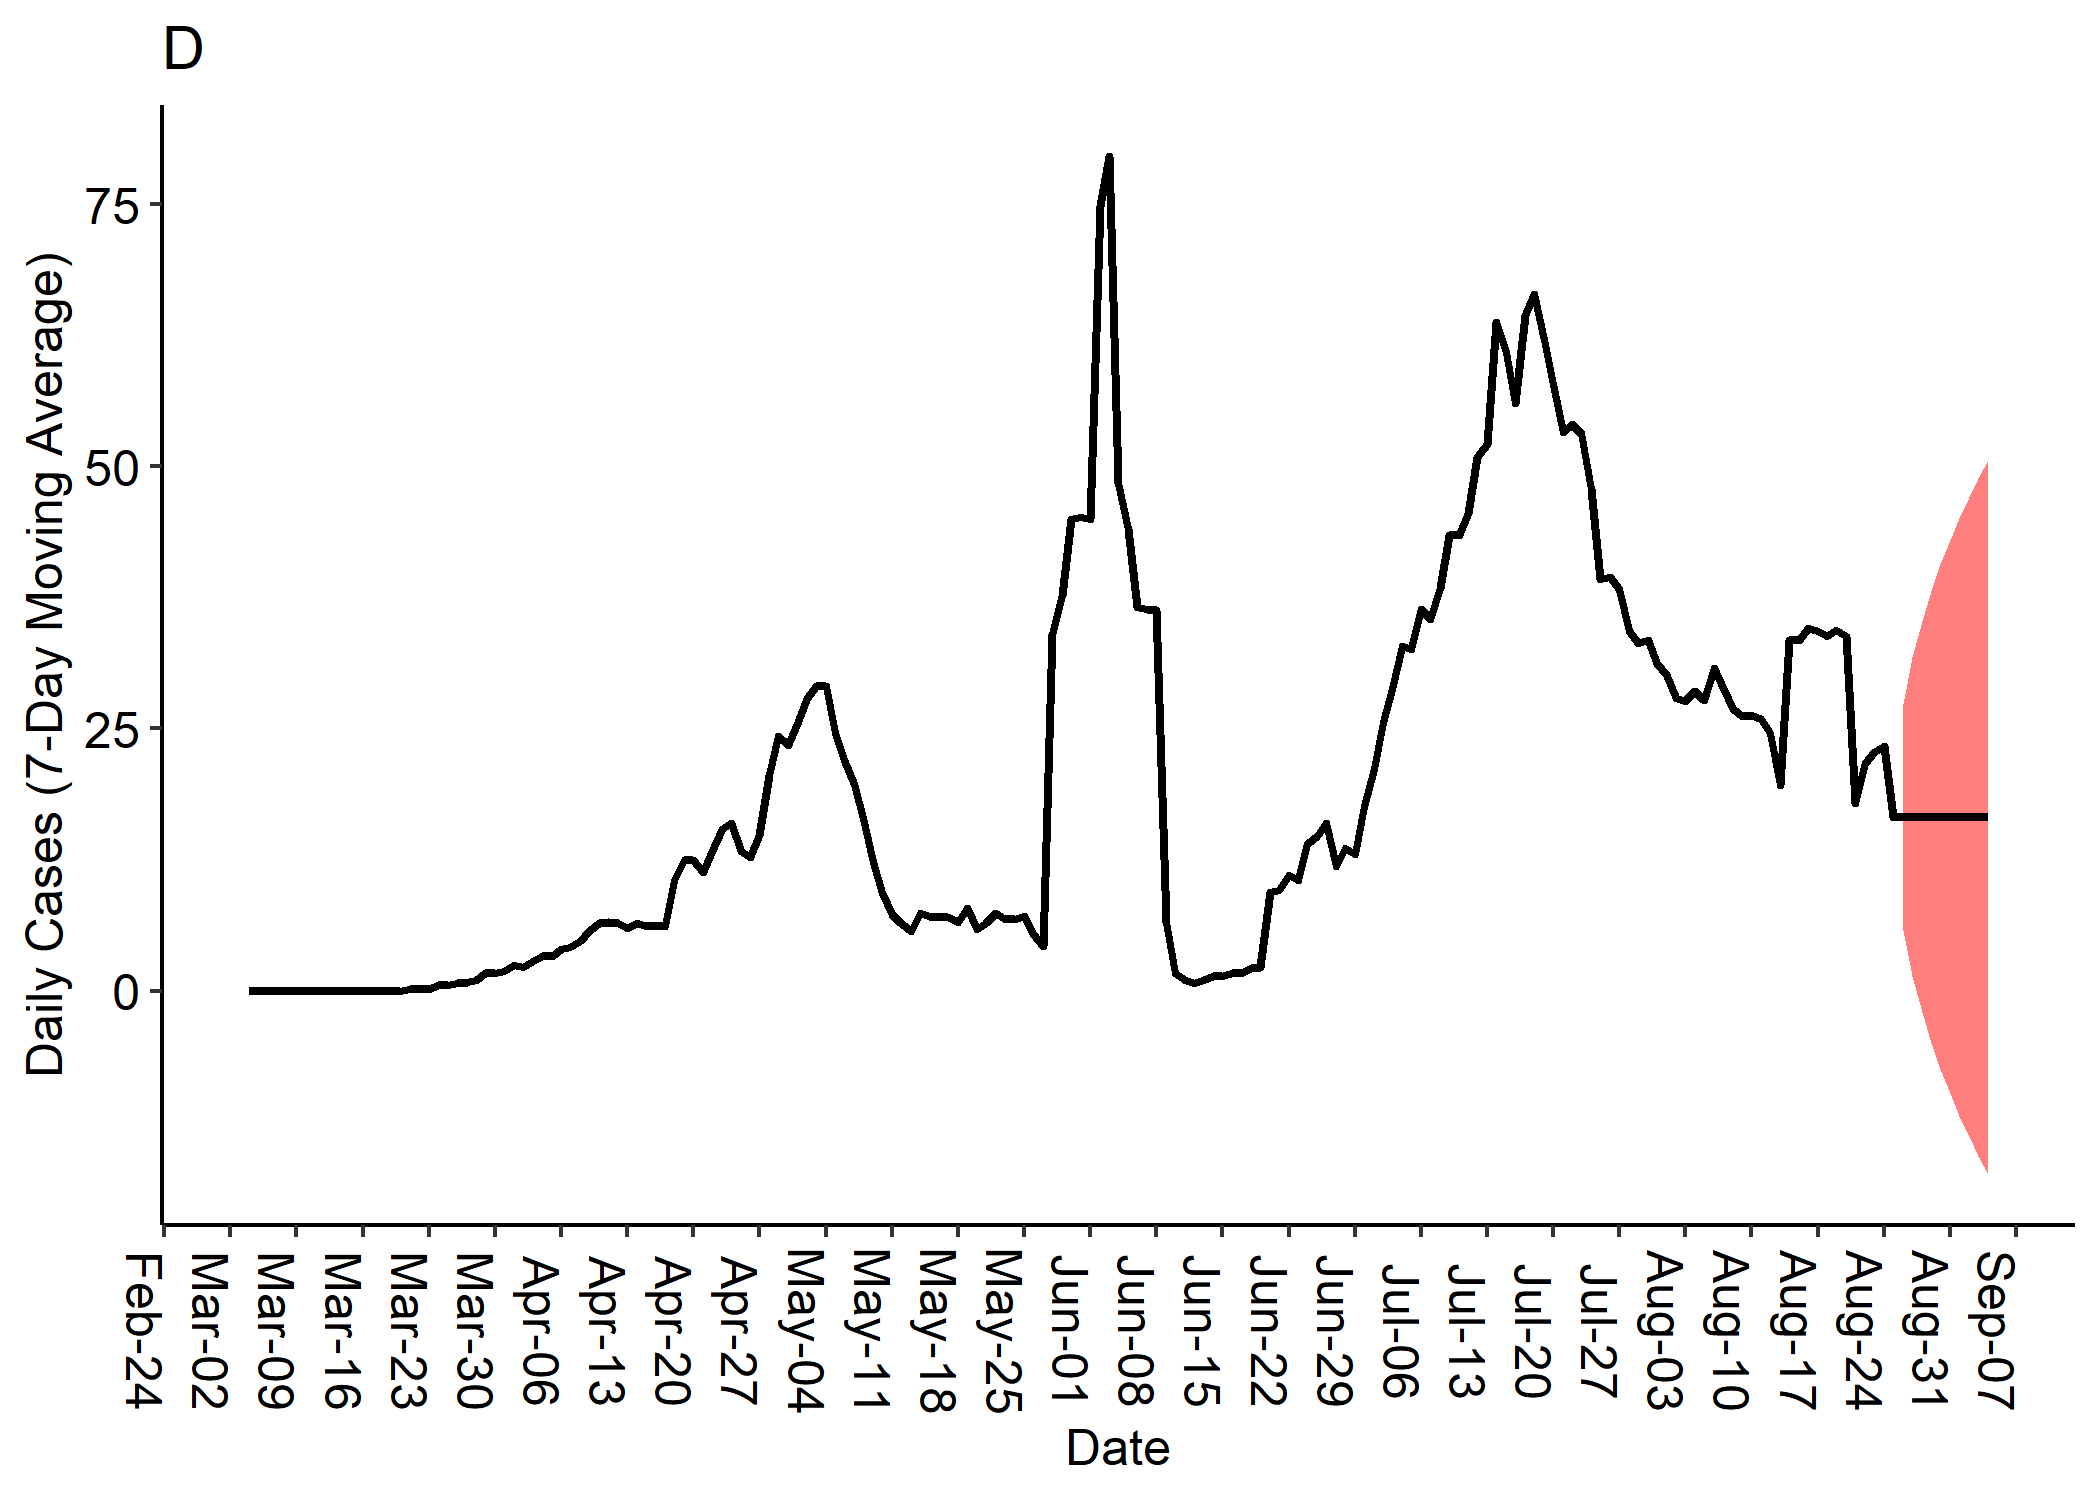 D
Daily Cases (7-Day Moving Average)
75
50
25
0
Feb-24
Mar-02
Mar-09
Mar-16
Mar-23
Mar-30
Apr-06
Apr-13
Apr-20
Apr-27
May-04
May-11
May-18
May-25
Jun-01
Jun-08
Jun-15
Jun-22
Jun-29
Jul-06
Jul-13
Jul-20
Jul-27
Aug-03
Aug-10
Aug-17
Aug-24
Aug-31
Sep-07
Date